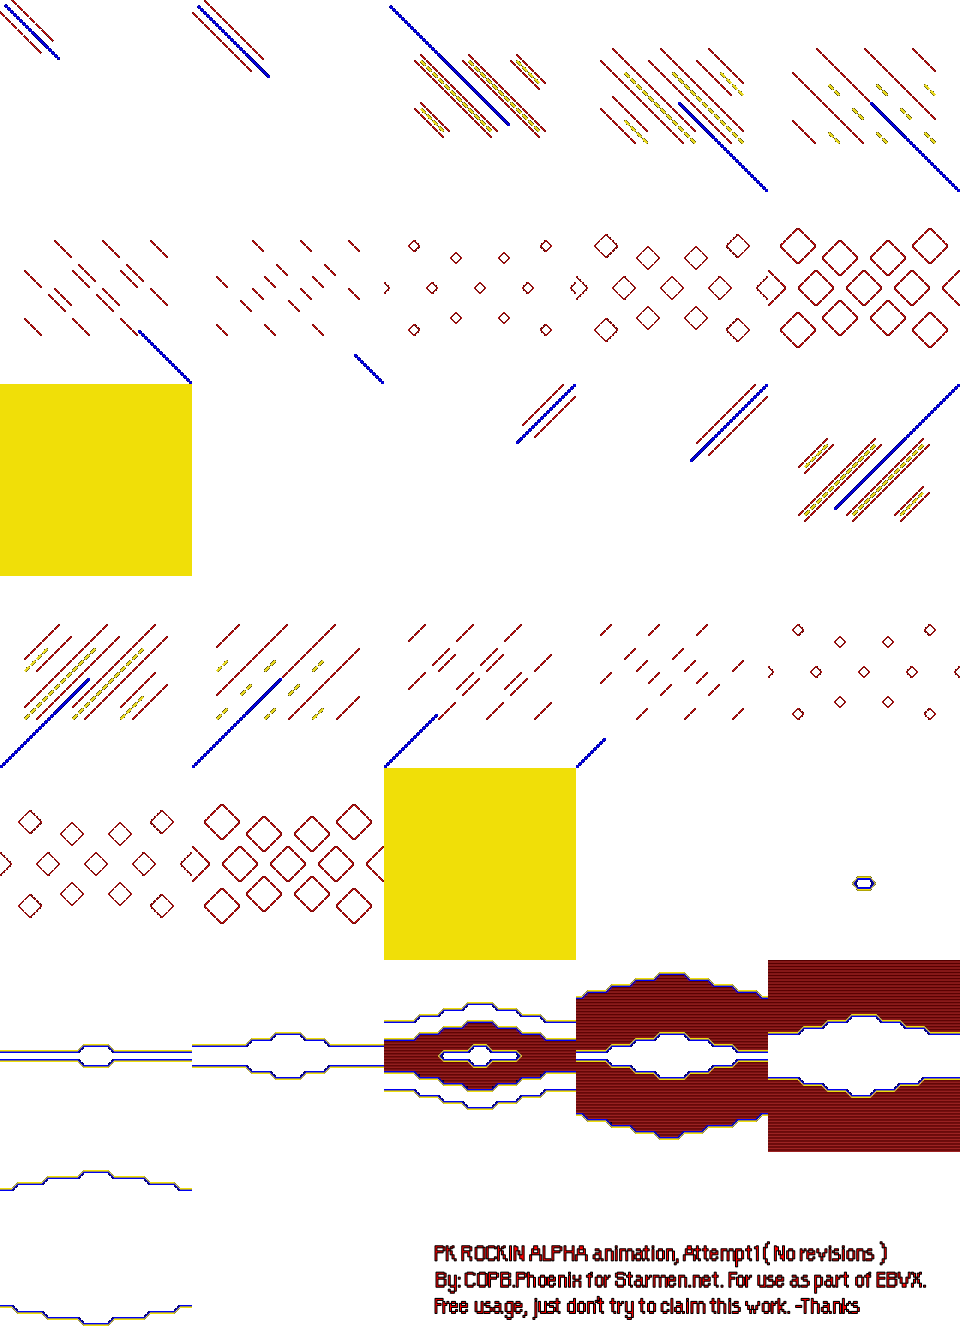 PK ROCKIN ALPHA animation, Attempt1 ( No revisions )
By: COPB.Phoenix for Starmen.net. For use as part of EBVX.
Free usage, just don't try to claim this work. -Thanks